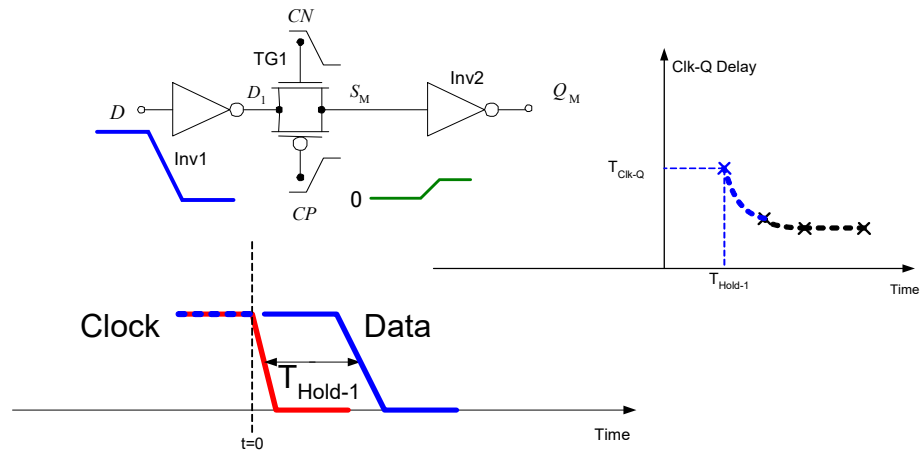 CN
TG1
Clk-Q Delay
D
D1
SM
Inv2
QM
Inv1
TClk-Q
0
CP
THold-1
Time
Clock
Data
THold-1
Time
t=0